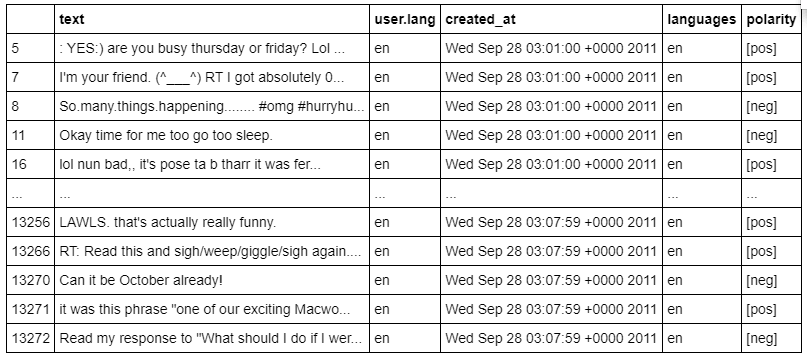 text user.lang created_at languages polarity
5 : YES:) are you busy thursday or friday? Lol ... en Wed Sep 28 03:01:00 +0000 2011 en [pos]
7 I'm your friend. (^___^) RT I got absolutely 0... en Wed Sep 28 03:01:00 +0000 2011 en [pos]
8 So.many.things.happening........ #omg #hurryhu... en Wed Sep 28 03:01:00 +0000 2011 en [neg]
11 Okay time for me too go too sleep. en Wed Sep 28 03:01:00 +0000 2011 en [neg]
16 lol nun bad,, it's pose ta b tharr it was fer... en Wed Sep 28 03:01:00 +0000 2011 en [pos]
... ... ... ... ... ...
13256 LAWLS. that's actually really funny. en Wed Sep 28 03:07:59 +0000 2011 en [pos]
13266 RT: Read this and sigh/weep/giggle/sigh again.... en Wed Sep 28 03:07:59 +0000 2011 en [pos]
13270 Can it be October already! en Wed Sep 28 03:07:59 +0000 2011 en [neg]
13271 it was this phrase "one of our exciting Macwo... en Wed Sep 28 03:07:59 +0000 2011 en [pos]
13272 Read my response to "What should I do if I wer... en Wed Sep 28 03:07:59 +0000 2011 en [neg]